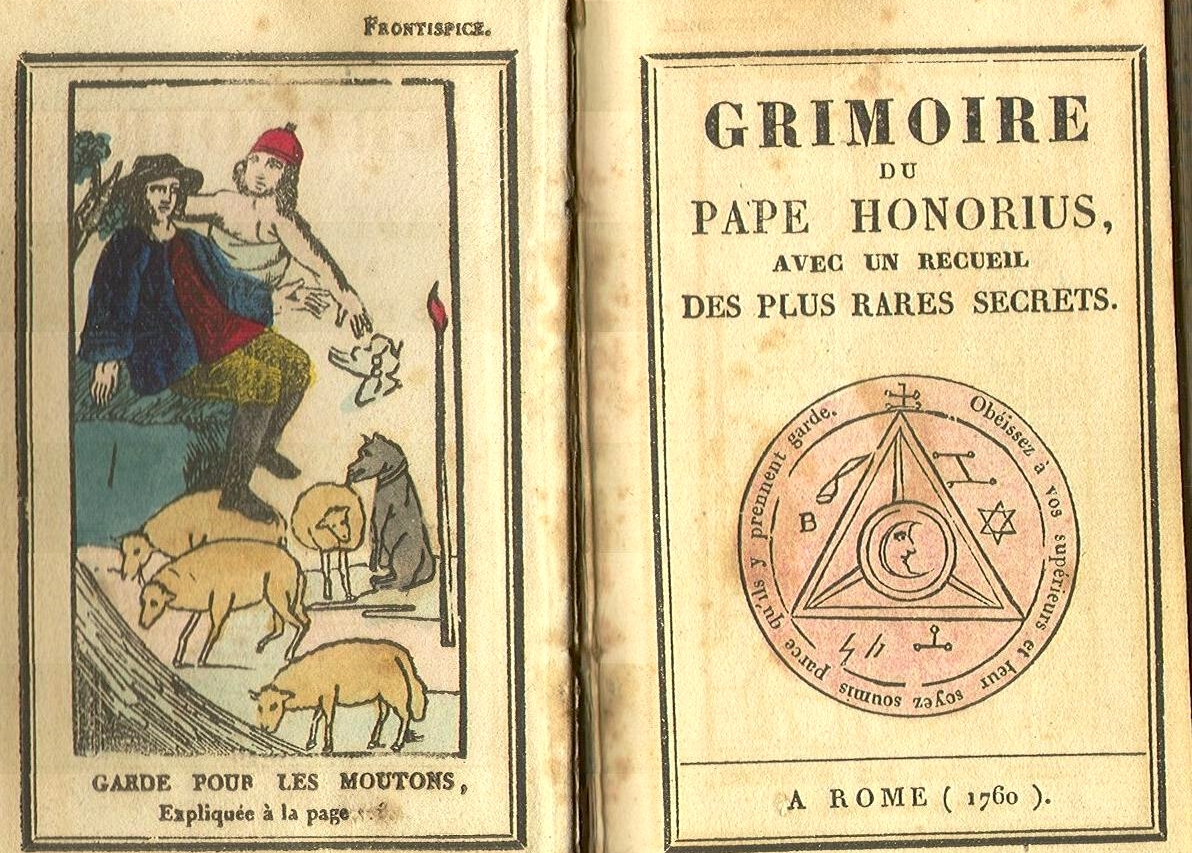 FRONTISPICE.
GARDE POUR LES MOUTONS,
Expliquée à la page
GRIMOIRE
DU
PAPE HONORIUS,
AVEC UN RECUEIL
DES PLUS RARES SECRETS.
Obéissez à vos supérieurs et leur soyez soumis parce qu'ils y prennent garde.
B
A ROME ( 1760 ).